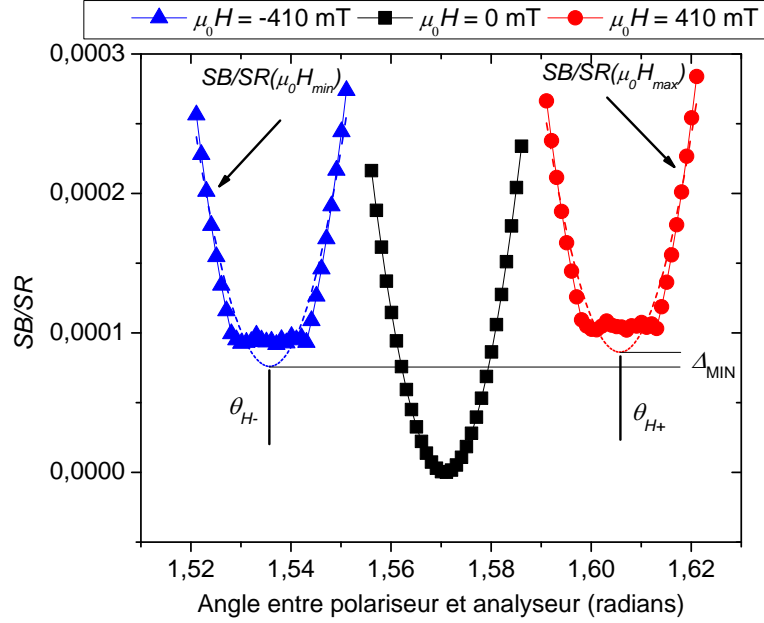 μ₀H = -410 mT μ₀H = 0 mT μ₀H = 410 mT
0,0003
SB/SR(μ₀Hmin)
SB/SR(μ₀Hmax)
0,0002
SB/SR
0,0001
ΔMIN
θH-
θH+
0,0000
1,52 1,54 1,56 1,58 1,60 1,62
Angle entre polariseur et analyseur (radians)